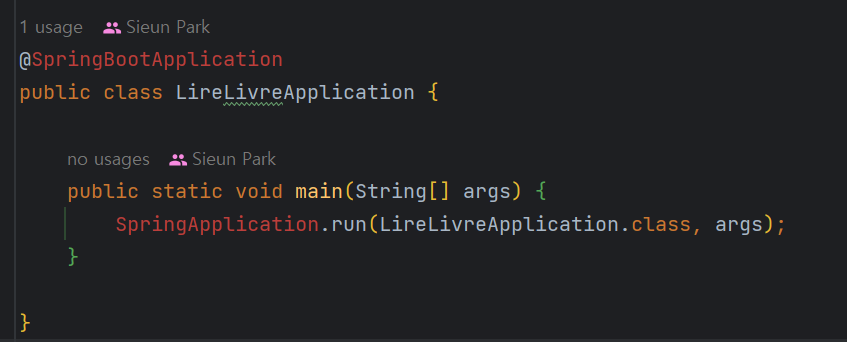 1 usage Sieun Park
@SpringBootApplication
public class LireLivreApplication {
no usages Sieun Park
public static void main(String[] args) {
SpringApplication.run(LireLivreApplication.class, args);
}
}